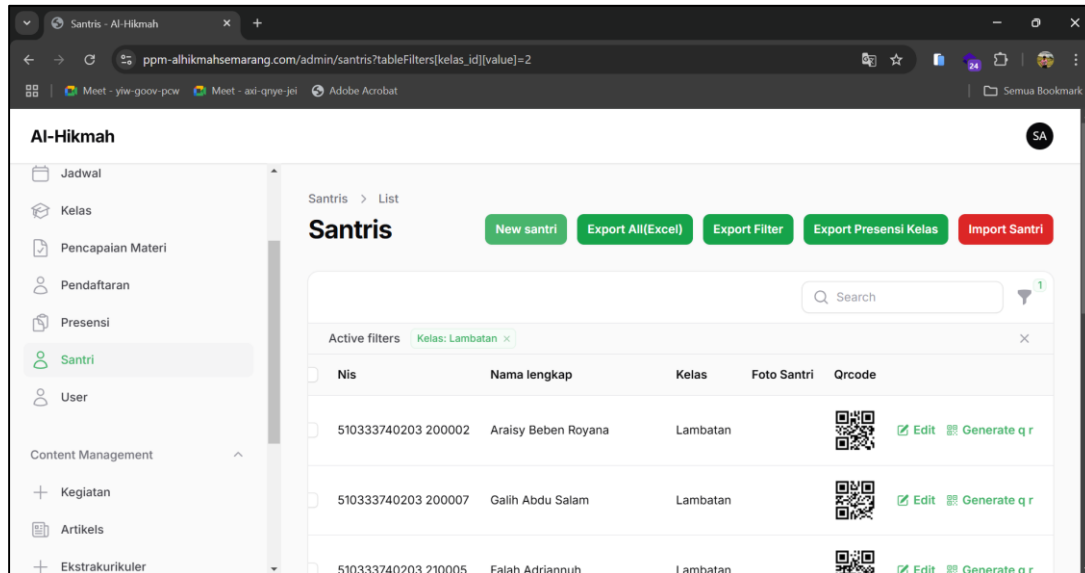 Santris - Al-Hikmah
ppm-alhikmahsemarang.com/admin/santris?tableFilters[kelas_id][value]=2
24
Meet - yiw-goov-pcw Meet - axi-qnye-jei Adobe Acrobat Semua Bookmark
Al-Hikmah SA
Jadwal
Kelas
Pencapaian Materi
Pendaftaran
Presensi
Santri
User
Content Management
Kegiatan
Artikels
Ekstrakurikuler
Santris > List
Santris New santri Export All(Excel) Export Filter Export Presensi Kelas Import Santri
Search 1
Active filters Kelas: Lambatan ×
Nis Nama lengkap Kelas Foto Santri Qrcode
510333740203 200002 Araisy Beben Royana Lambatan Edit Generate q r
510333740203 200007 Galih Abdu Salam Lambatan Edit Generate q r
510333740203 210005 Falah Adriannuh Lambatan Edit Generate q r